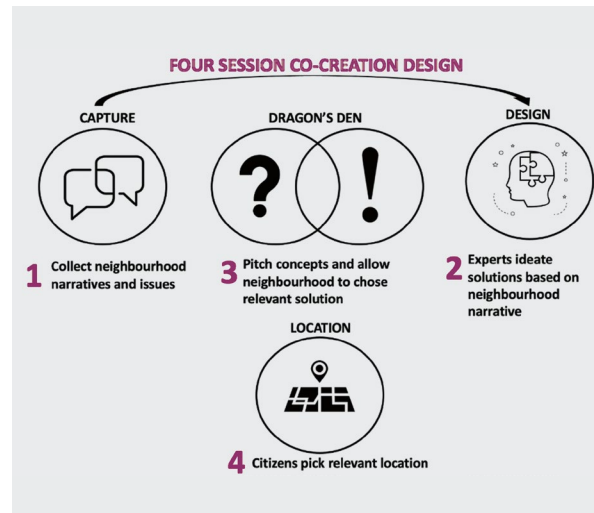 FOUR SESSION CO-CREATION DESIGN
CAPTURE
1 Collect neighbourhood
narratives and issues
DRAGON'S DEN
? !
3 Pitch concepts and allow
neighbourhood to chose
relevant solution
DESIGN
2 Experts ideate
solutions based on
neighbourhood
narrative
LOCATION
4 Citizens pick relevant location